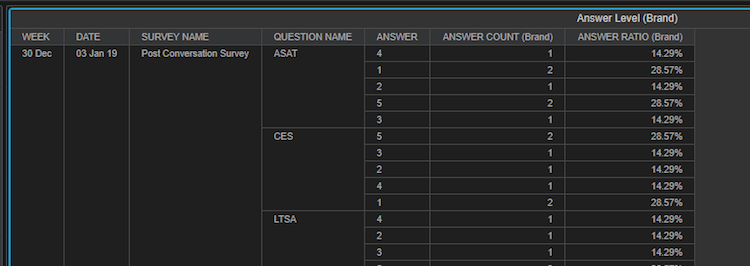 Answer Level (Brand)
WEEK DATE SURVEY NAME QUESTION NAME ANSWER ANSWER COUNT (Brand) ANSWER RATIO (Brand)
30 Dec 03 Jan 19 Post Conversation Survey ASAT 4 1 14.29%
1 2 28.57%
2 1 14.29%
5 2 28.57%
3 1 14.29%
CES 5 2 28.57%
3 1 14.29%
2 1 14.29%
4 1 14.29%
1 2 28.57%
LTSA 4 1 14.29%
2 1 14.29%
3 1 14.29%